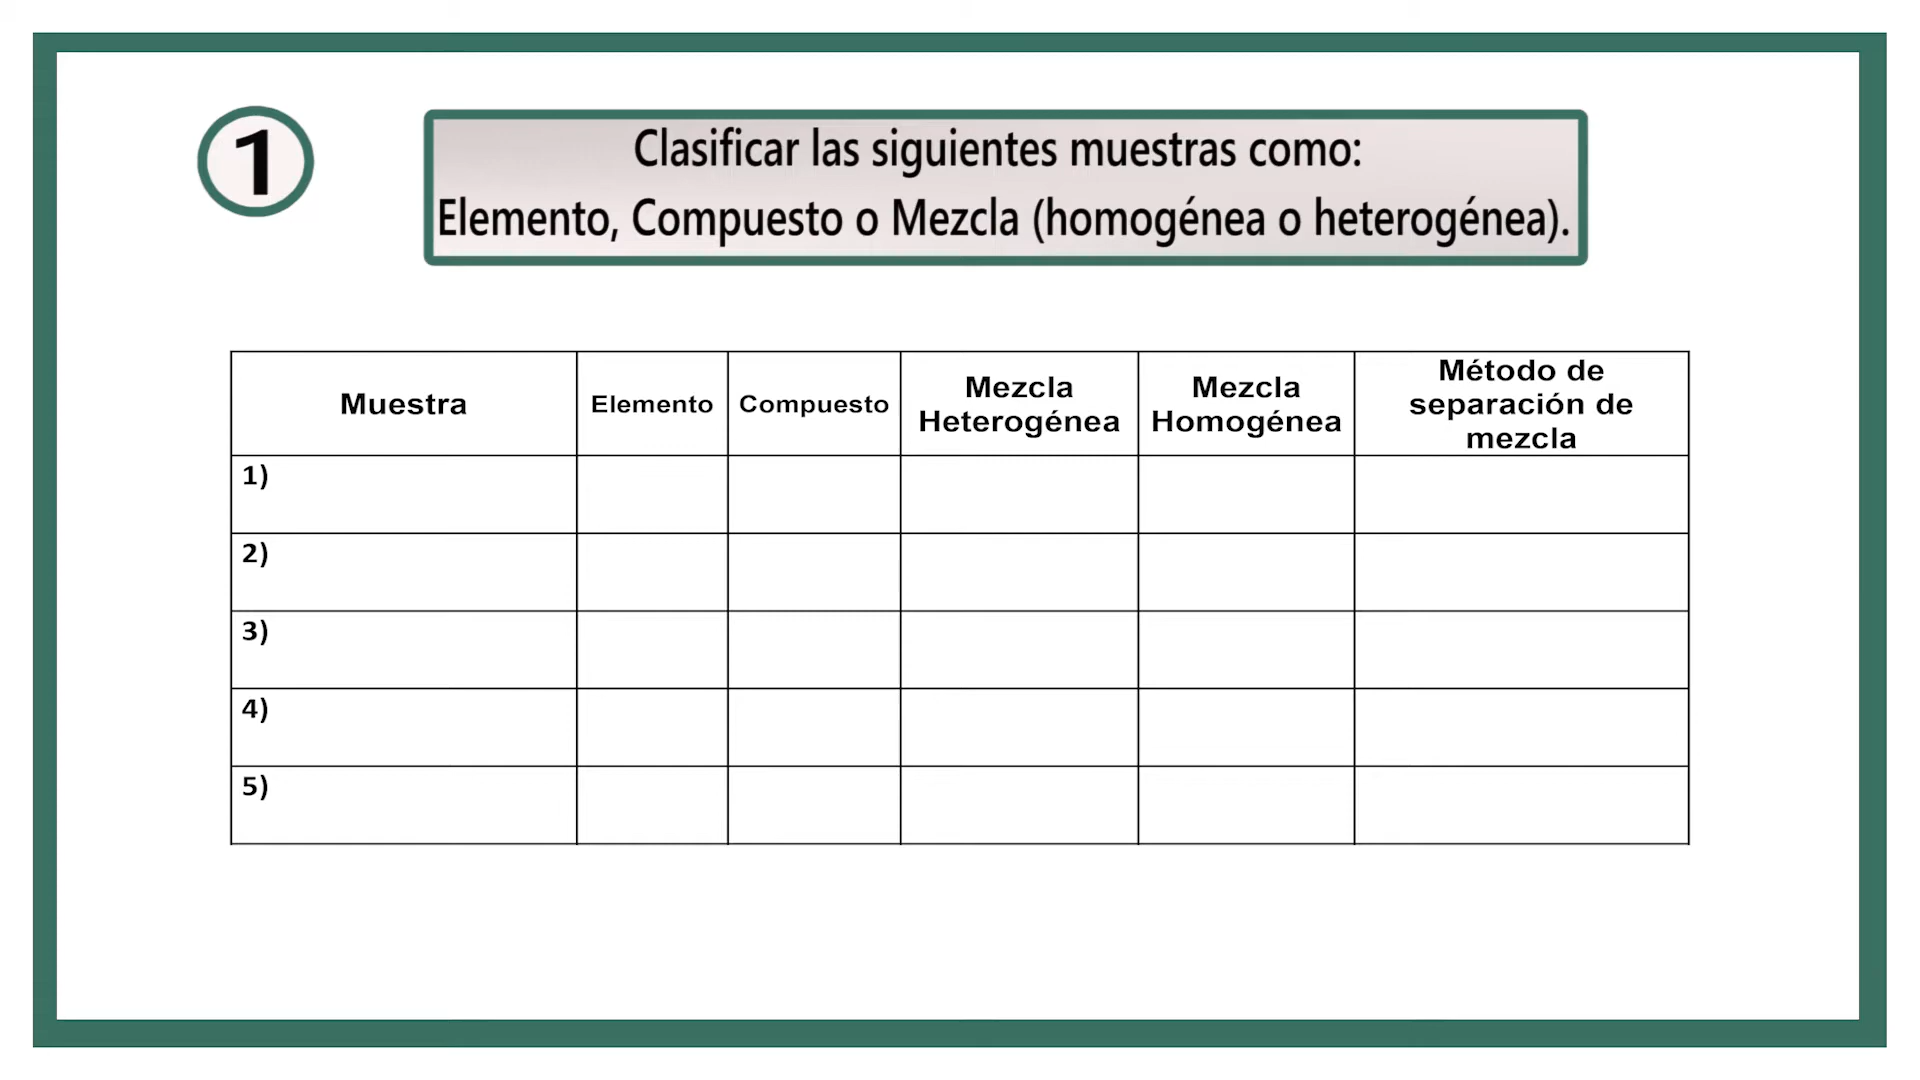 1
Clasificar las siguientes muestras como:
Elemento, Compuesto o Mezcla (homogénea o heterogénea).
Muestra
Elemento
Compuesto
Mezcla
Heterogénea
Mezcla
Homogénea
Método de
separación de
mezcla
1)
2)
3)
4)
5)